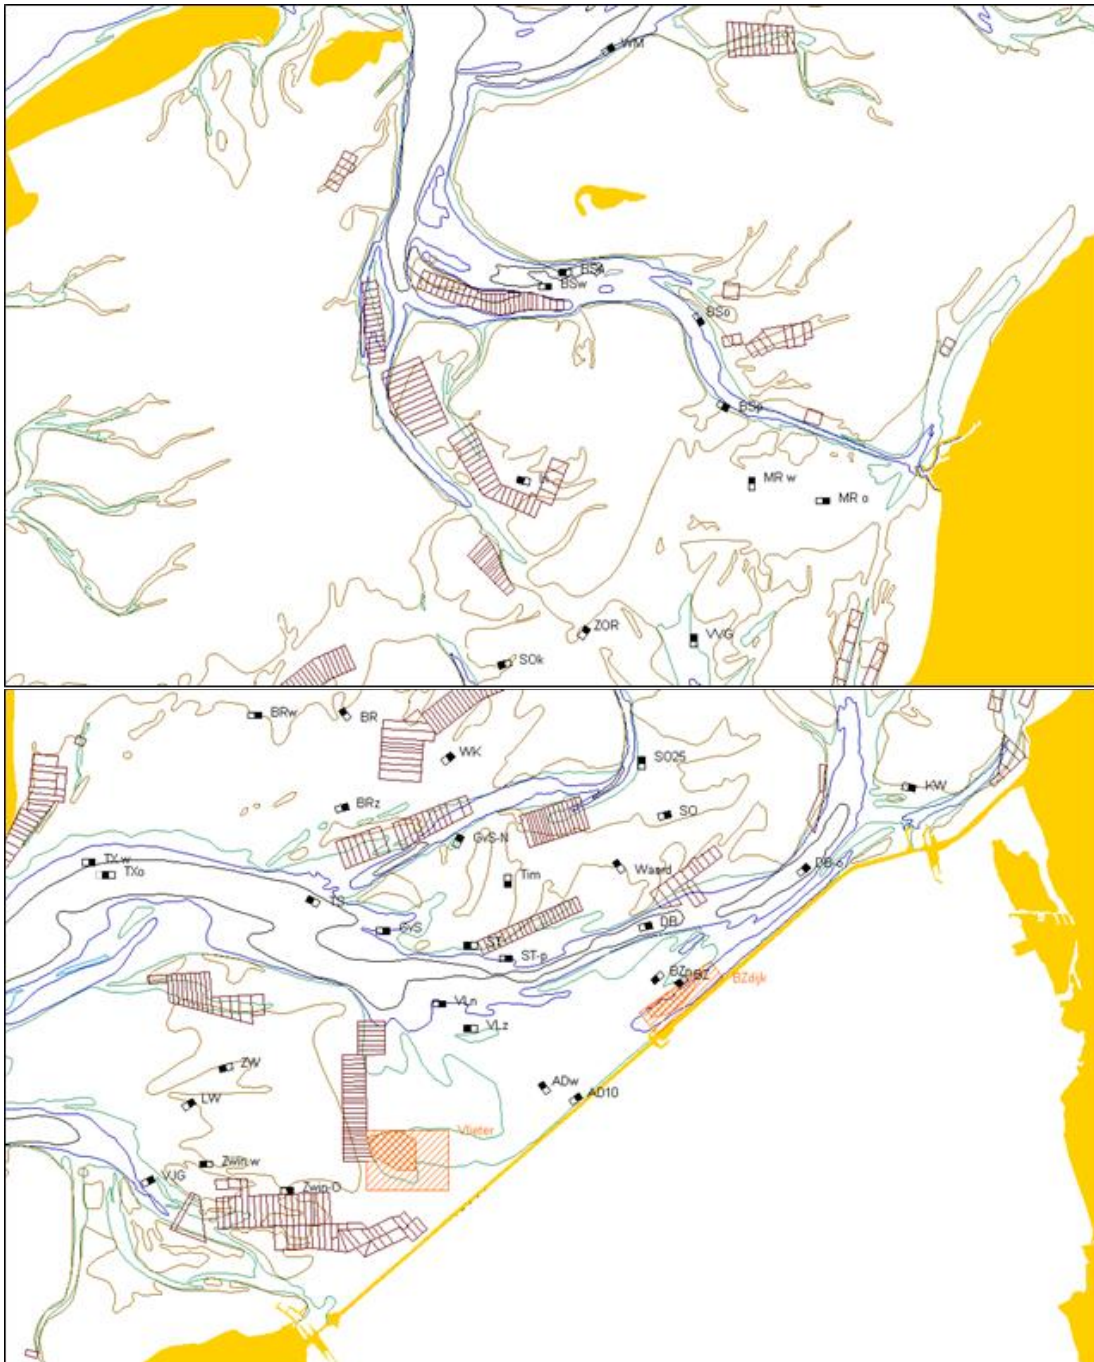 WM
BSw
BSo
BSp
MR w
MR o
ZOR
VVG
SOk
BRw
BR
WK
SO25
KW
BRz
SO
GvS-N
TX w
TXo
Tim
Waard
DB-o
TS
GvS
DB
ST
ST-p
BZ
BZdijk
VLn
VLz
ZW
ADw
AD10
LW
Vlieter
Zwin w
VJG
Zwin-O